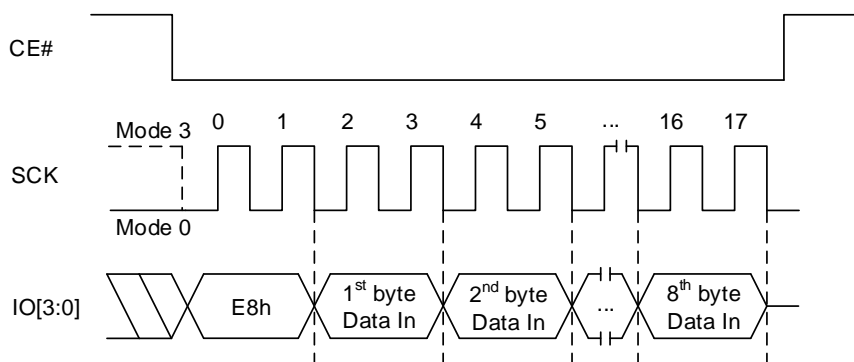 CE#
0 1 2 3 4 5 ... 16 17
Mode 3
SCK
Mode 0
IO[3:0]
E8h
1st byte
Data In
2nd byte
Data In
...
8th byte
Data In